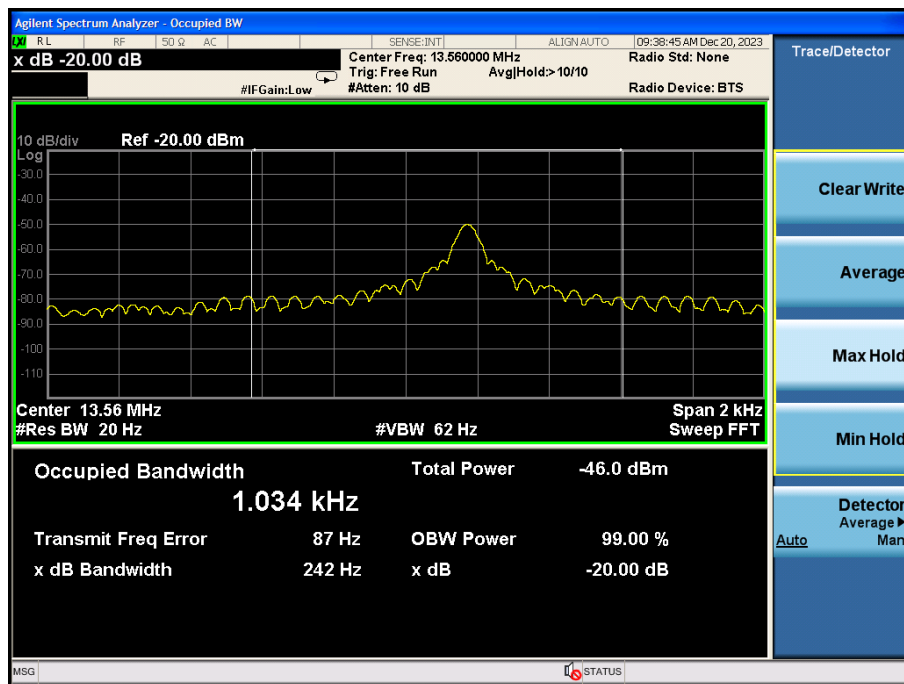 Agilent Spectrum Analyzer - Occupied BW
LXI RL RF 50 Ω AC SENSE:INT ALIGN AUTO 09:38:45 AM Dec 20, 2023
x dB -20.00 dB
Center Freq: 13.560000 MHz
Radio Std: None
Trig: Free Run Avg|Hold:>10/10
#IFGain:Low #Atten: 10 dB Radio Device: BTS
Trace/Detector
10 dB/div Ref -20.00 dBm
Log
-30.0
-40.0
-50.0
-60.0
-70.0
-80.0
-90.0
-100
-110
Center 13.56 MHz Span 2 kHz
#Res BW 20 Hz #VBW 62 Hz Sweep FFT
Occupied Bandwidth Total Power -46.0 dBm
1.034 kHz
Transmit Freq Error 87 Hz OBW Power 99.00 %
x dB Bandwidth 242 Hz x dB -20.00 dB
Clear Write
Average
Max Hold
Min Hold
Detector
Average▶
Auto Man
MSG STATUS